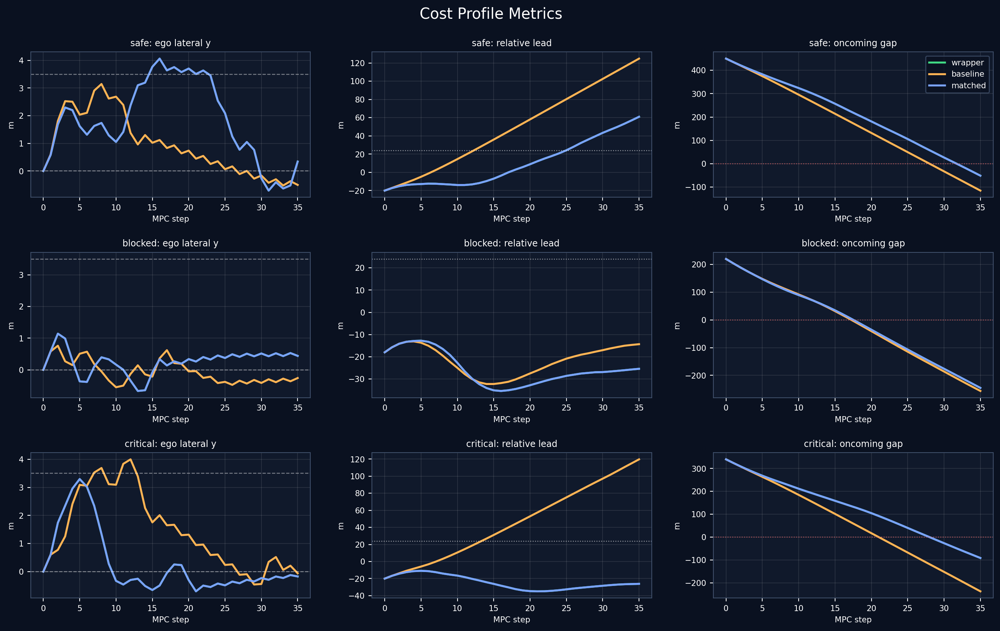 Cost Profile Metrics
safe: ego lateral y
safe: relative lead
safe: oncoming gap
m
4
3
2
1
0
0 5 10 15 20 25 30 35
MPC step
m
120
100
80
60
40
20
0
−20
0 5 10 15 20 25 30 35
MPC step
m
400
300
200
100
0
−100
wrapper
baseline
matched
0 5 10 15 20 25 30 35
MPC step
blocked: ego lateral y
blocked: relative lead
blocked: oncoming gap
m
3
2
1
0
0 5 10 15 20 25 30 35
MPC step
m
20
10
0
−10
−20
−30
0 5 10 15 20 25 30 35
MPC step
m
200
100
0
−100
−200
0 5 10 15 20 25 30 35
MPC step
critical: ego lateral y
critical: relative lead
critical: oncoming gap
m
4
3
2
1
0
0 5 10 15 20 25 30 35
MPC step
m
120
100
80
60
40
20
0
−20
−40
0 5 10 15 20 25 30 35
MPC step
m
300
200
100
0
−100
−200
0 5 10 15 20 25 30 35
MPC step